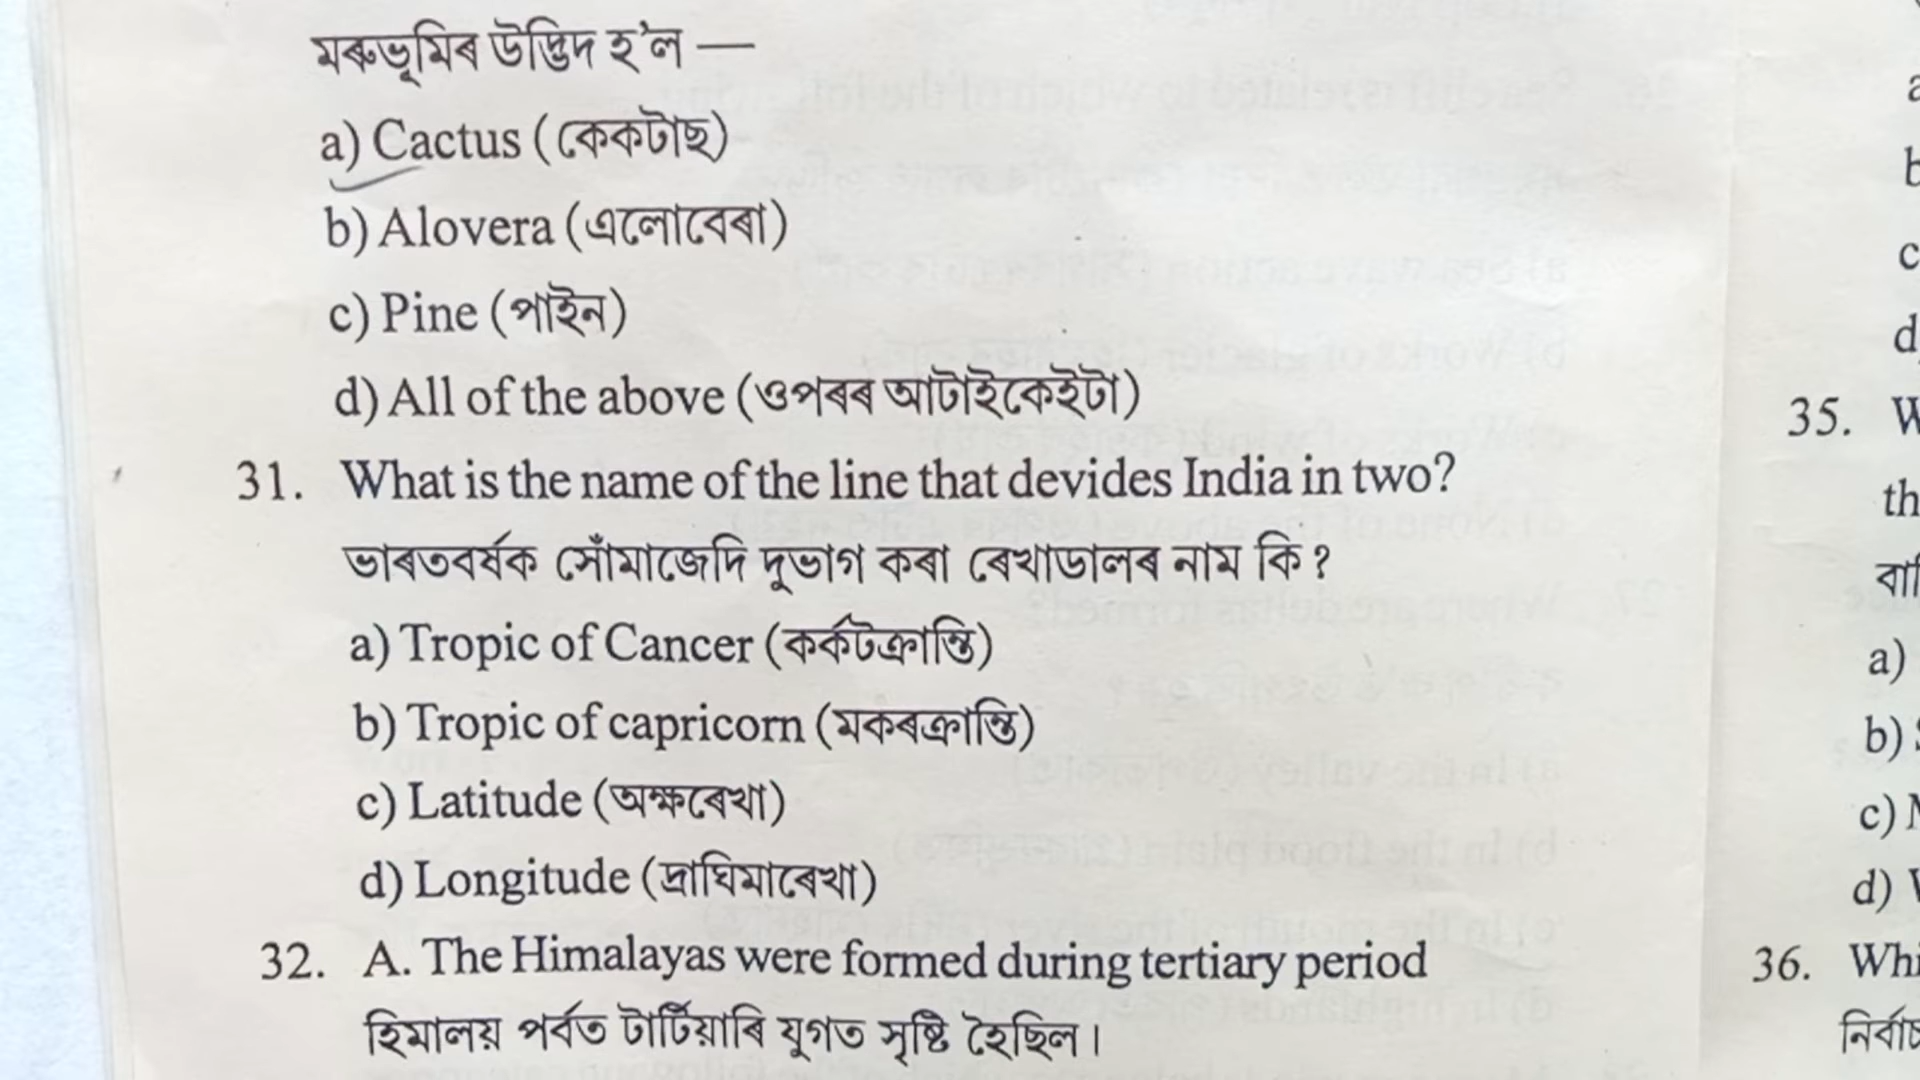 মৰুভূমিৰ উদ্ভিদ হ'ল —
a) Cactus (কেকটাছ)
b) Alovera (এলোবেৰা)
c) Pine (পাইন)
d) All of the above (ওপৰৰ আটাইকেইটা)
31. What is the name of the line that devides India in two?
ভাৰতবৰ্ষক সোঁমাজেদি দুভাগ কৰা ৰেখাডালৰ নাম কি ?
a) Tropic of Cancer (কৰ্কটক্ৰান্তি)
b) Tropic of capricorn (মকৰক্ৰান্তি)
c) Latitude (অক্ষৰেখা)
d) Longitude (দ্ৰাঘিমাৰেখা)
32. A. The Himalayas were formed during tertiary period
হিমালয় পৰ্বত টাৰ্টিয়াৰি যুগত সৃষ্টি হৈছিল।
c
d
35.
th
a)
b)
c)
d)
36.